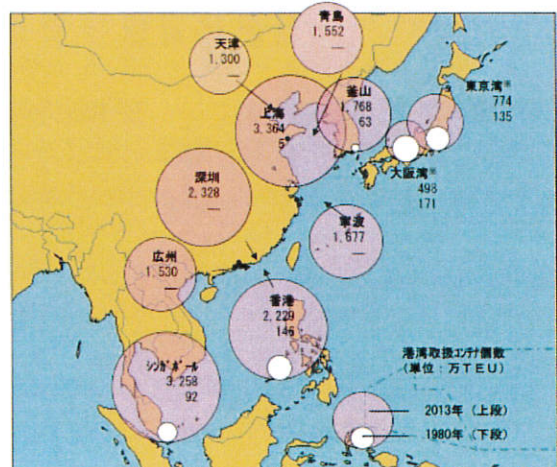 青島
1,552
—
天津
1,300
—
釜山
1,768
63
東京湾※
774
135
上海
3,364
5
大阪湾※
498
171
深圳
2,328
—
寧波
1,677
—
広州
1,530
—
香港
2,229
146
シンガポール
3,258
92
港湾取扱コンテナ個数
(単位:万TEU)
2013年(上段)
1980年(下段)